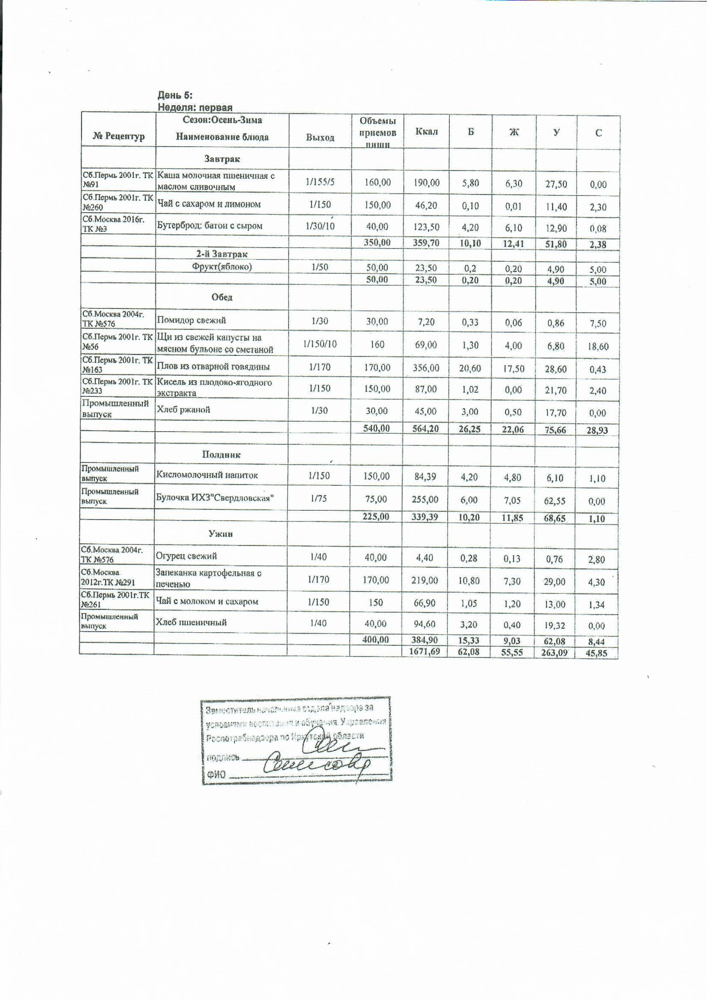 День 5:
Неделя: первая
№ Рецептур Сезон:Осень-Зима Наименование блюда Выход Объемы приемов пищи Ккал Б Ж У С
Завтрак
Сб.Пермь 2001г. ТК №91 Каша молочная пшеничная с маслом сливочным 1/155/5 160,00 190,00 5,80 6,30 27,50 0,00
Сб.Пермь 2001г. ТК №260 Чай с сахаром и лимоном 1/150 150,00 46,20 0,10 0,01 11,40 2,30
Сб.Москва 2016г. ТК №3 Бутерброд: батон с сыром 1/30/10 40,00 123,50 4,20 6,10 12,90 0,08
350,00 359,70 10,10 12,41 51,80 2,38
2-й Завтрак
Фрукт(яблоко) 1/50 50,00 23,50 0,2 0,20 4,90 5,00
50,00 23,50 0,20 0,20 4,90 5,00
Обед
Сб.Москва 2004г. ТК №576 Помидор свежий 1/30 30,00 7,20 0,33 0,06 0,86 7,50
Сб.Пермь 2001г. ТК №56 Щи из свежей капусты на мясном бульоне со сметаной 1/150/10 160 69,00 1,30 4,00 6,80 18,60
Сб.Пермь 2001г. ТК №163 Плов из отварной говядины 1/170 170,00 356,00 20,60 17,50 28,60 0,43
Сб.Пермь 2001г. ТК №233 Кисель из плодово-ягодного экстракта 1/150 150,00 87,00 1,02 0,00 21,70 2,40
Промышленный выпуск Хлеб ржаной 1/30 30,00 45,00 3,00 0,50 17,70 0,00
540,00 564,20 26,25 22,06 75,66 28,93
Полдник
Промышленный выпуск Кисломолочный напиток 1/150 150,00 84,39 4,20 4,80 6,10 1,10
Промышленный выпуск Булочка ИХЗ"Свердловская" 1/75 75,00 255,00 6,00 7,05 62,55 0,00
225,00 339,39 10,20 11,85 68,65 1,10
Ужин
Сб.Москва 2004г. ТК №576 Огурец свежий 1/40 40,00 4,40 0,28 0,13 0,76 2,80
Сб.Москва 2012г.ТК №291 Запеканка картофельная с печенью 1/170 170,00 219,00 10,80 7,30 29,00 4,30
Сб.Пермь 2001г.ТК №261 Чай с молоком и сахаром 1/150 150 66,90 1,05 1,20 13,00 1,34
Промышленный выпуск Хлеб пшеничный 1/40 40,00 94,60 3,20 0,40 19,32 0,00
400,00 384,90 15,33 9,03 62,08 8,44
1671,69 62,08 55,55 263,09 45,85
Заместитель начальника отдела надзора за
условиями воспитания и обучения Управления
Роспотребнадзора по Иркутской области
подпись
ФИО